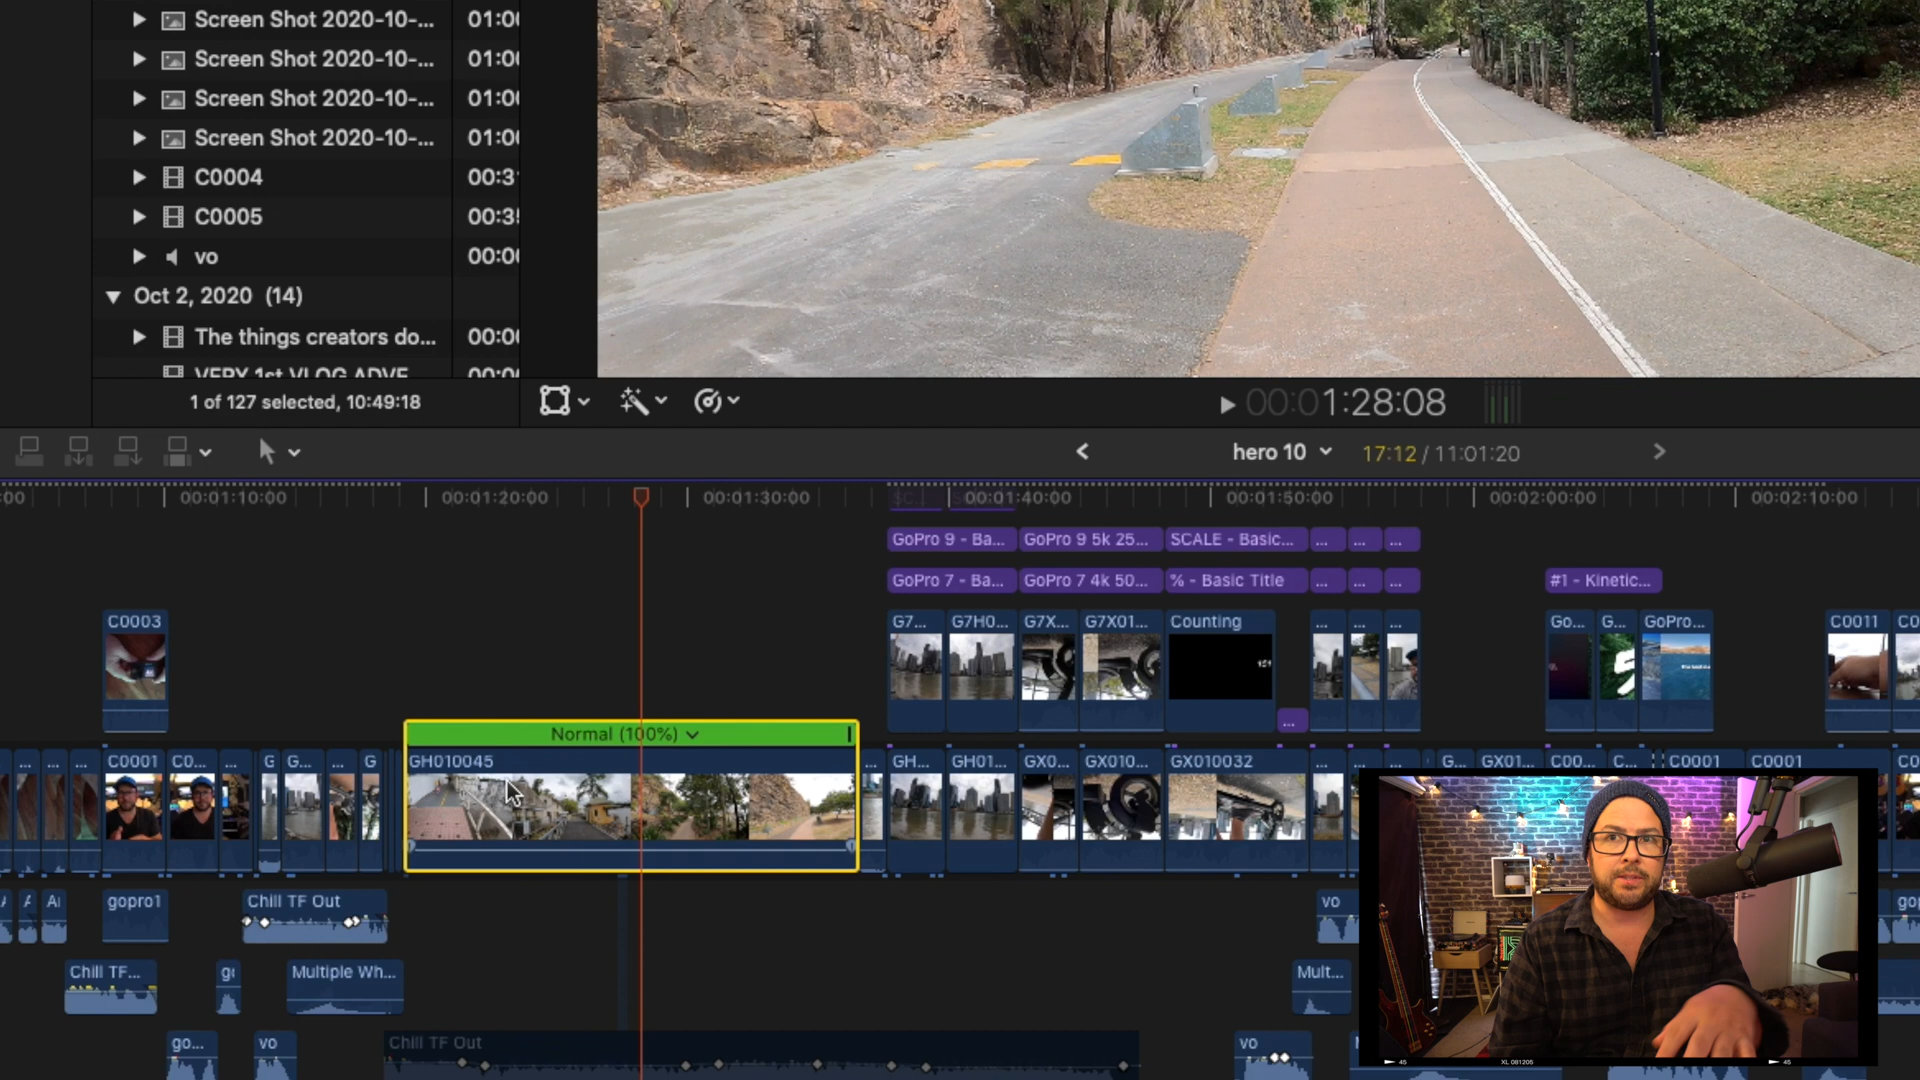 Screen Shot 2020-10-... 01:00
Screen Shot 2020-10-... 01:00
Screen Shot 2020-10-... 01:00
Screen Shot 2020-10-... 01:00
C0004 00:3
C0005 00:3
vo 00:00
Oct 2, 2020 (14)
The things creators do... 00:00
VERY 1st VLOG ADVE 00:00
1 of 127 selected, 10:49:18
00:01:28:08
hero 10 17:12 / 11:01:20
:00 00:01:10:00 00:01:20:00 00:01:30:00 00:01:40:00 00:01:50:00 00:02:00:00 00:02:10:00
GoPro 9 - Ba... GoPro 9 5k 25... SCALE - Basic... ... ... ...
GoPro 7 - Ba... GoPro 7 4k 50... % - Basic Title ... ... ... #1 - Kinetic...
C0003 G7... G7H0... G7X... G7X01... Counting ... ... ... Go... G... GoPro... C0011 C0
...
Normal (100%)
... ... ... C0001 C0... ... G G... ... G GH010045 ... GH... GH01... GX0... GX010... GX010032 ... ... ... G... GX01... C00... C... C0001 C0001 C0
A Ai gopro1 Chill TF Out vo go
Chill TF... g Multiple Wh... Mult...
go... vo Chill TF Out vo
45 XL 081205 45